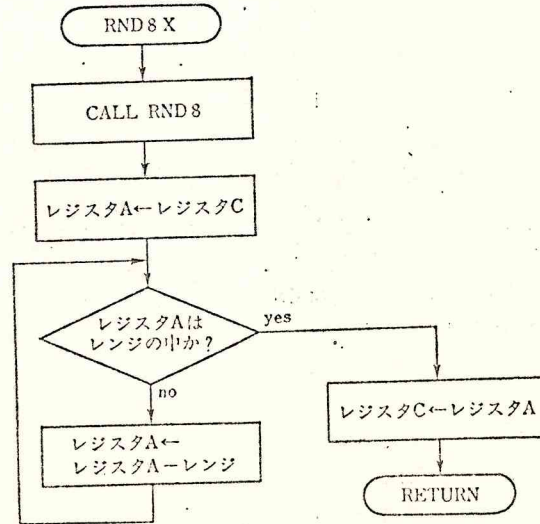 RND8X
CALL RND8
レジスタA←レジスタC
レジスタAは
レンジの中か?
yes
no
レジスタA←
レジスタA－レンジ
レジスタC←レジスタA
RETURN